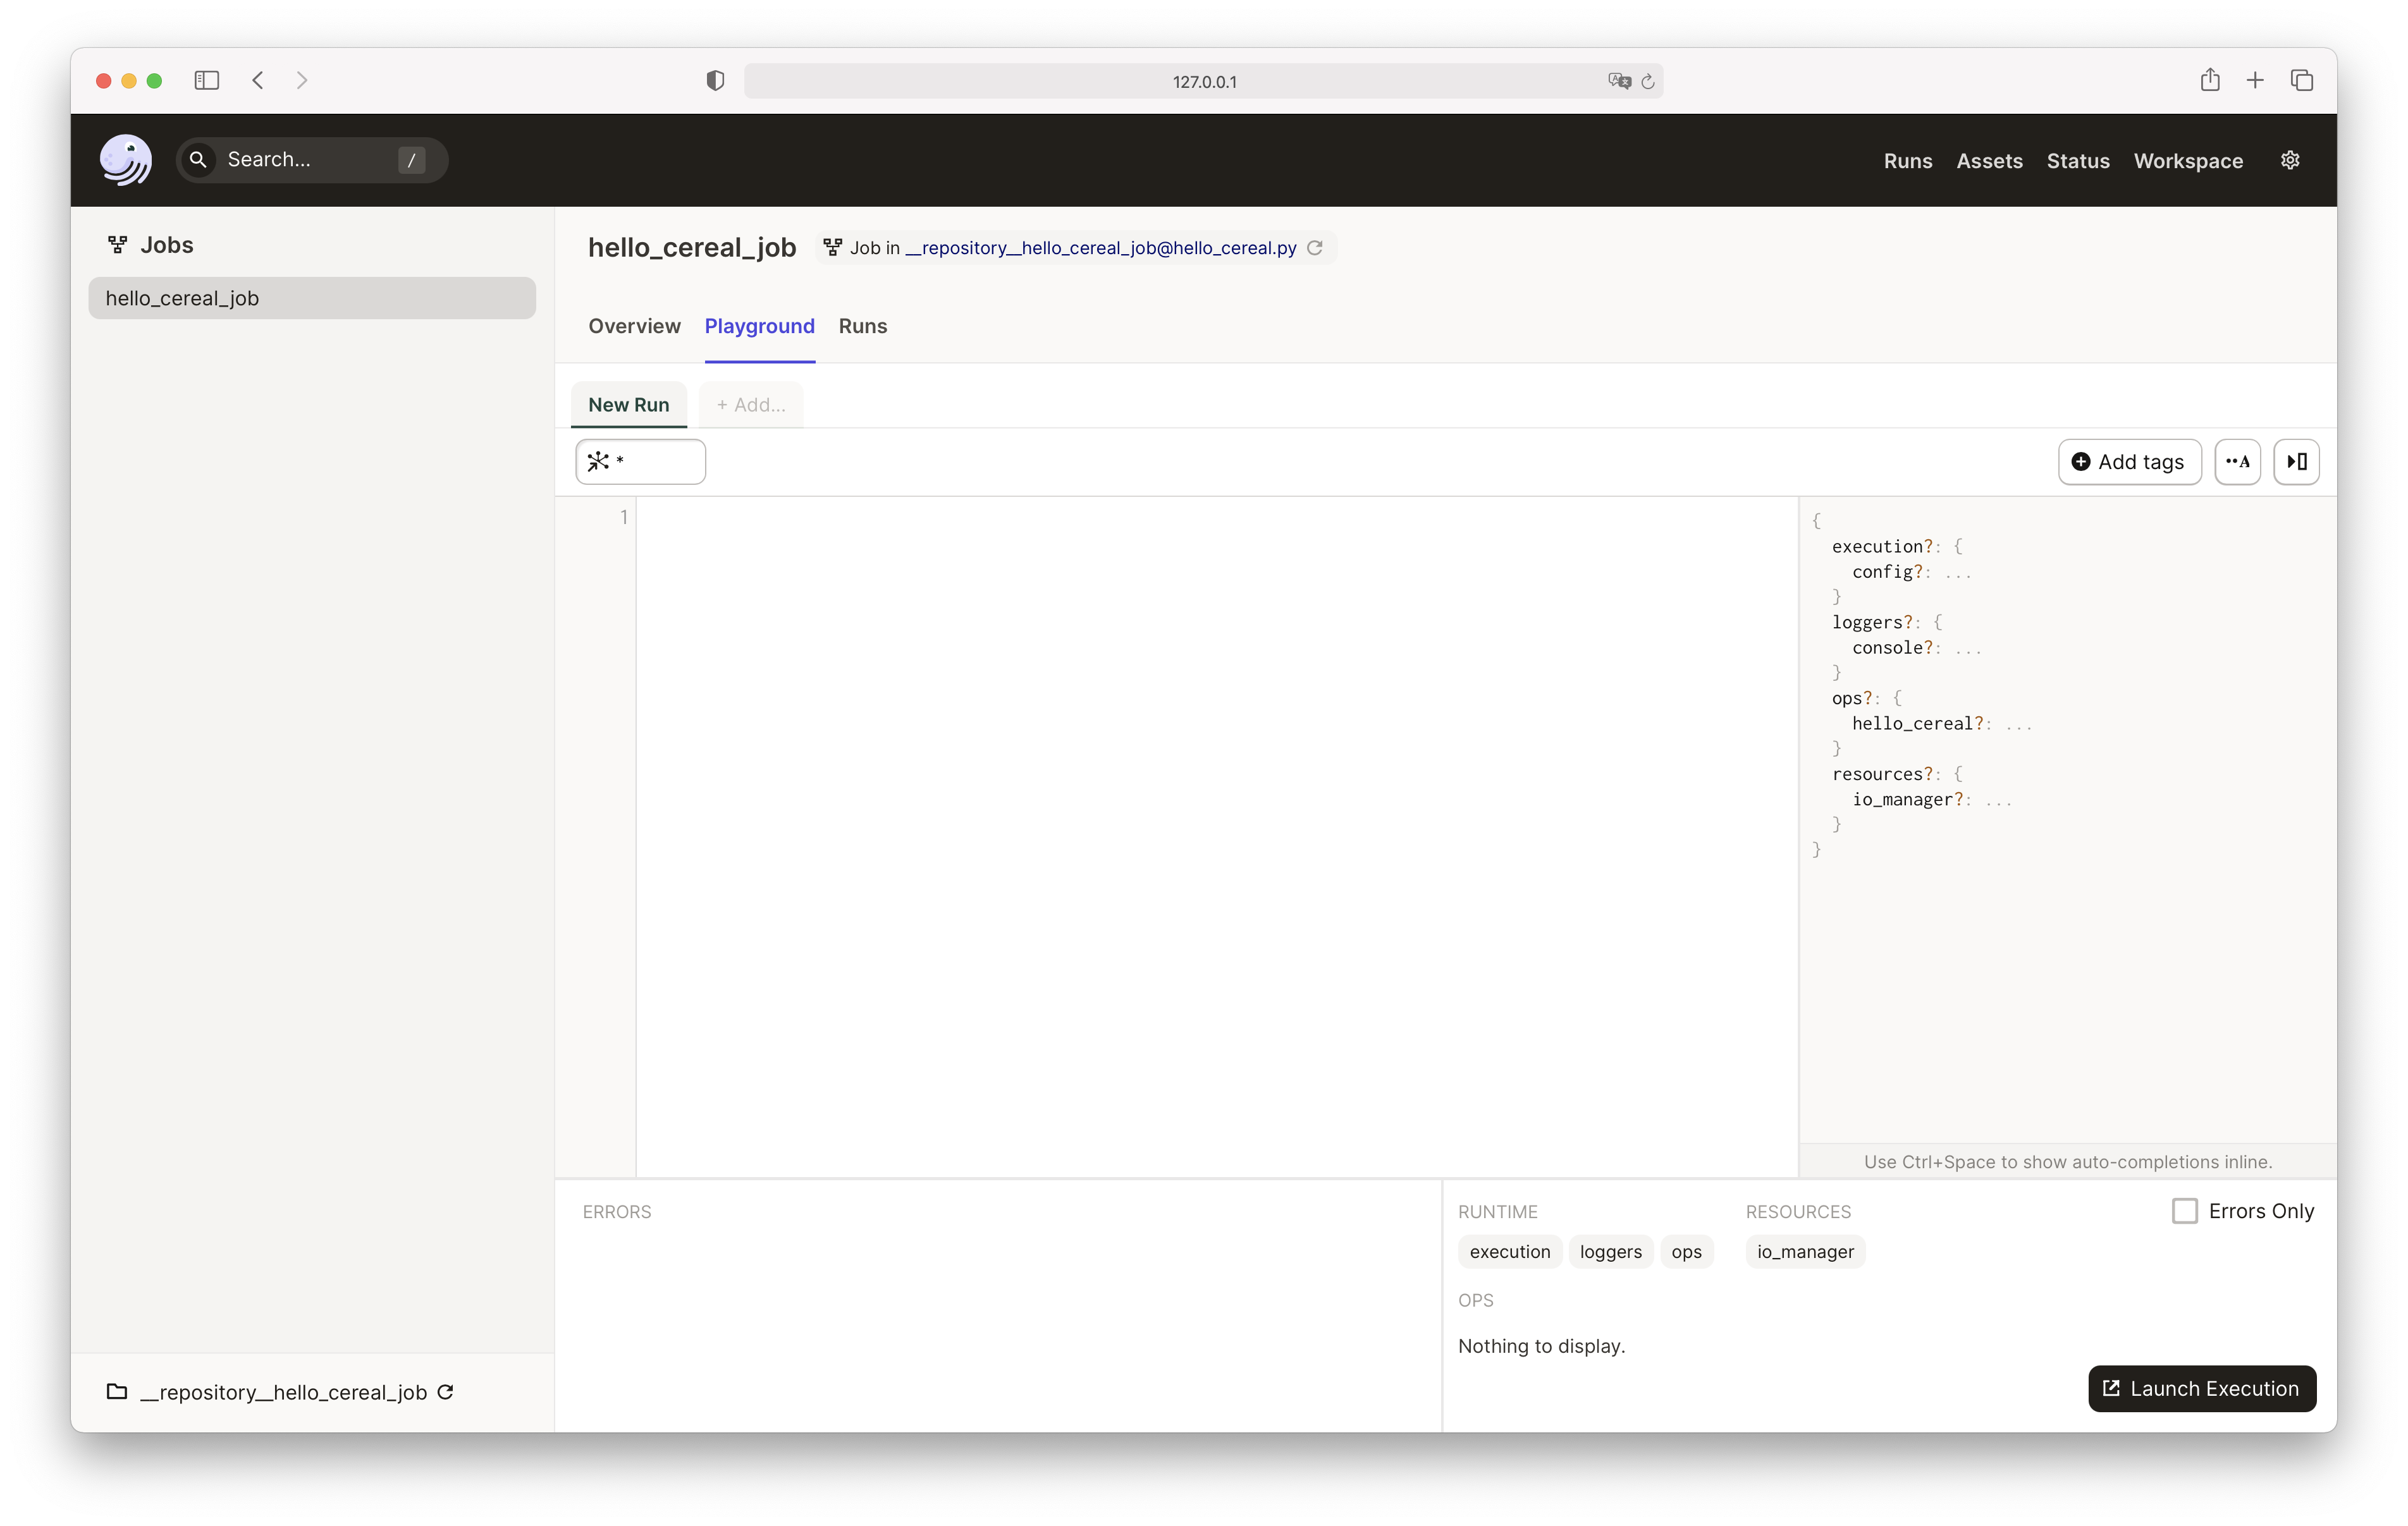 127.0.0.1
Search... /
Runs Assets Status Workspace
Jobs
hello_cereal_job
hello_cereal_job Job in __repository__hello_cereal_job@hello_cereal.py
Overview Playground Runs
New Run + Add...
*
Add tags
··A
1
{
execution?: {
config?: ...
}
loggers?: {
console?: ...
}
ops?: {
hello_cereal?: ...
}
resources?: {
io_manager?: ...
}
}
Use Ctrl+Space to show auto-completions inline.
ERRORS
RUNTIME RESOURCES Errors Only
execution loggers ops io_manager
OPS
Nothing to display.
Launch Execution
__repository__hello_cereal_job